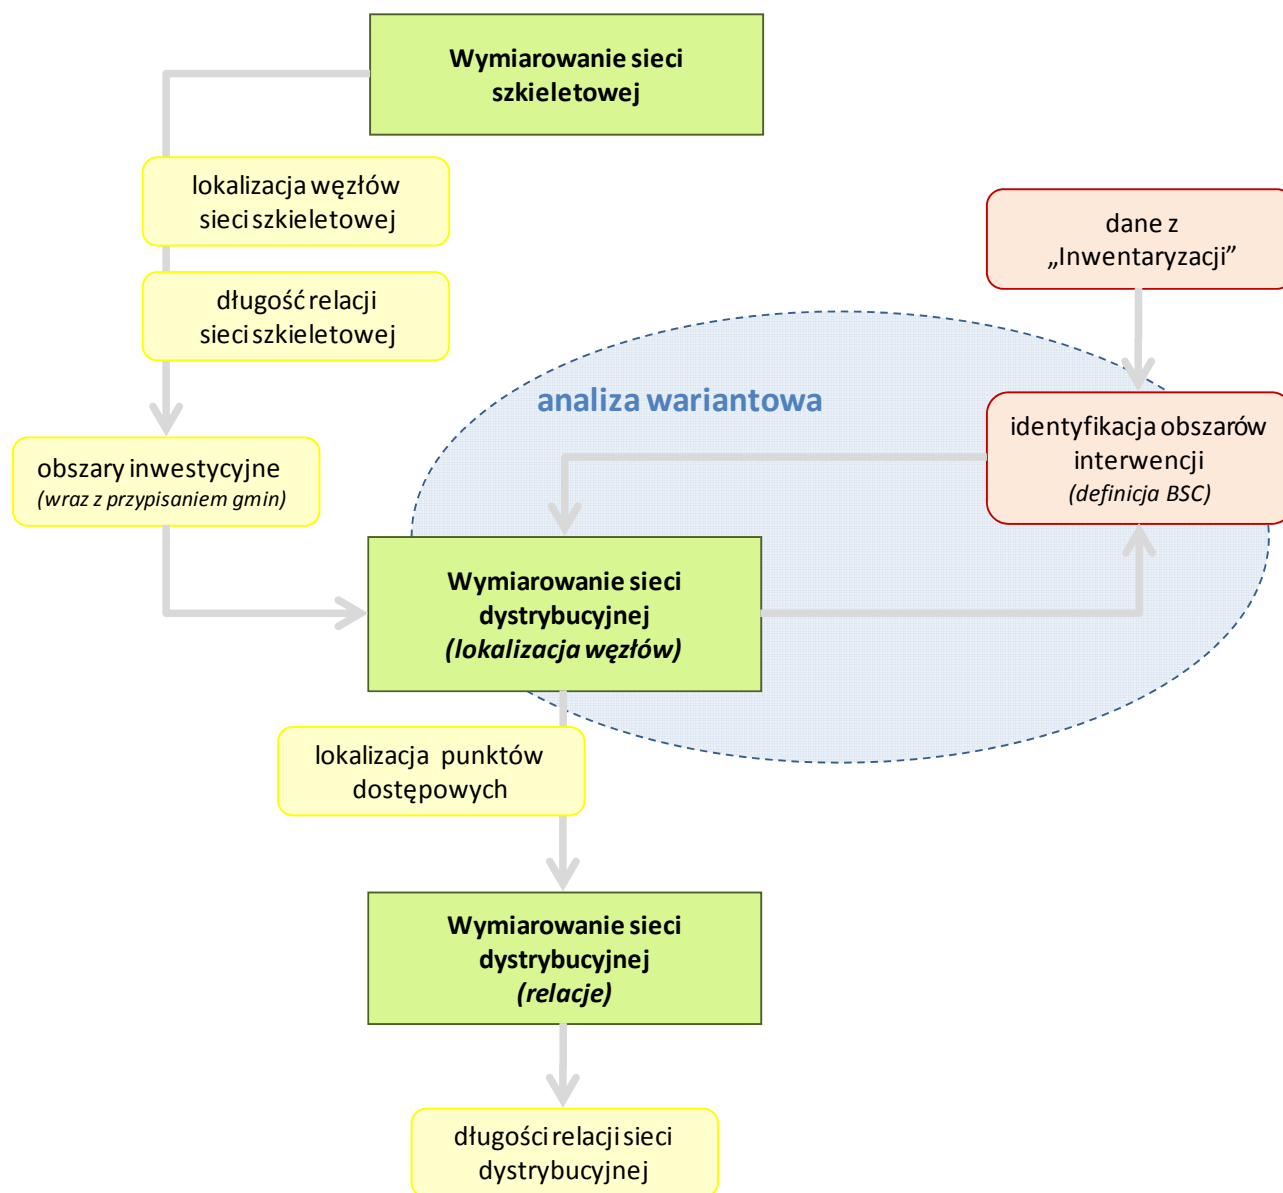 Wymiarowanie sieci
szkieletowej
lokalizacja węzłów
sieci szkieletowej
długość relacji
sieci szkieletowej
obszary inwestycyjne
(wraz z przypisaniem gmin)
dane z
„Inwentaryzacji”
analiza wariantowa
identyfikacja obszarów
interwencji
(definicja BSC)
Wymiarowanie sieci
dystrybucyjnej
(lokalizacja węzłów)
lokalizacja punktów
dostępowych
Wymiarowanie sieci
dystrybucyjnej
(relacje)
długości relacji sieci
dystrybucyjnej